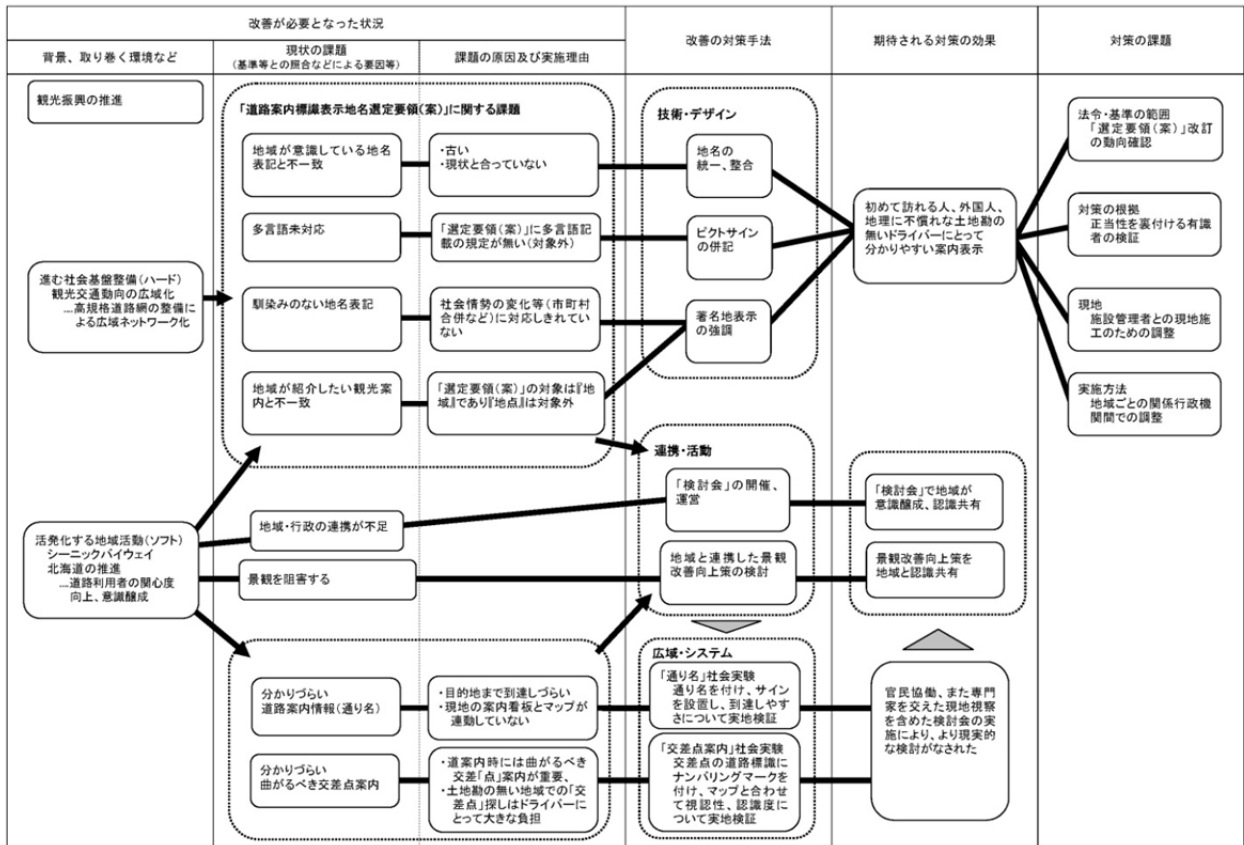 改善が必要となった状況
改善の対策手法
期待される対策の効果
対策の課題
背景、取り巻く環境など
現状の課題
(基準等との照合などによる要因等)
課題の原因及び実施理由
観光振興の推進
進む社会基盤整備(ハード)
観光交通動向の広域化
‥‥高規格道路網の整備に
よる広域ネットワーク化
活発化する地域活動(ソフト)
シーニックバイウェイ
北海道の推進
‥‥道路利用者の関心度
向上、意識醸成
「道路案内標識表示地名選定要領(案)」に関する課題
地域が意識している地名
表記と不一致
・古い
・現状と合っていない
多言語未対応
「選定要領(案)」に多言語記
載の規定が無い(対象外)
馴染みのない地名表記
社会情勢の変化等(市町村
合併など)に対応しきれてい
ない
地域が紹介したい観光案
内と不一致
「選定要領(案)」の対象は『地
域』であり『地点』は対象外
地域・行政の連携が不足
景観を阻害する
分かりづらい
道路案内情報(通り名)
・目的地まで到達しづらい
・現地の案内看板とマップが
連動していない
分かりづらい
曲がるべき交差点案内
・道案内時には曲がるべき
交差「点」案内が重要、
・土地勘の無い地域での「交
差点」探しはドライバーに
とって大きな負担
技術・デザイン
地名の
統一、整合
ピクトサイン
の併記
著名地表示
の強調
連携・活動
「検討会」の開催、
運営
地域と連携した景観
改善向上策の検討
広域・システム
「通り名」社会実験
通り名を付け、サイン
を設置し、到達しやす
さについて実地検証
「交差点案内」社会実験
交差点の道路標識に
ナンバリングマークを
付け、マップと合わせ
て視認性、認識度に
ついて実地検証
初めて訪れる人、外国人、
地理に不慣れな土地勘の
無いドライバーにとって
分かりやすい案内表示
「検討会」で地域が
意識醸成、認識共有
景観改善向上策を
地域と認識共有
官民協働、また専門
家を交えた現地視察
を含めた検討会の実
施により、より現実的
な検討がなされた
法令・基準の範囲
「選定要領(案)」改訂
の動向確認
対策の根拠
正当性を裏付ける有識
者の検証
現地
施設管理者との現地施
工のための調整
実施方法
地域ごとの関係行政機
関間での調整